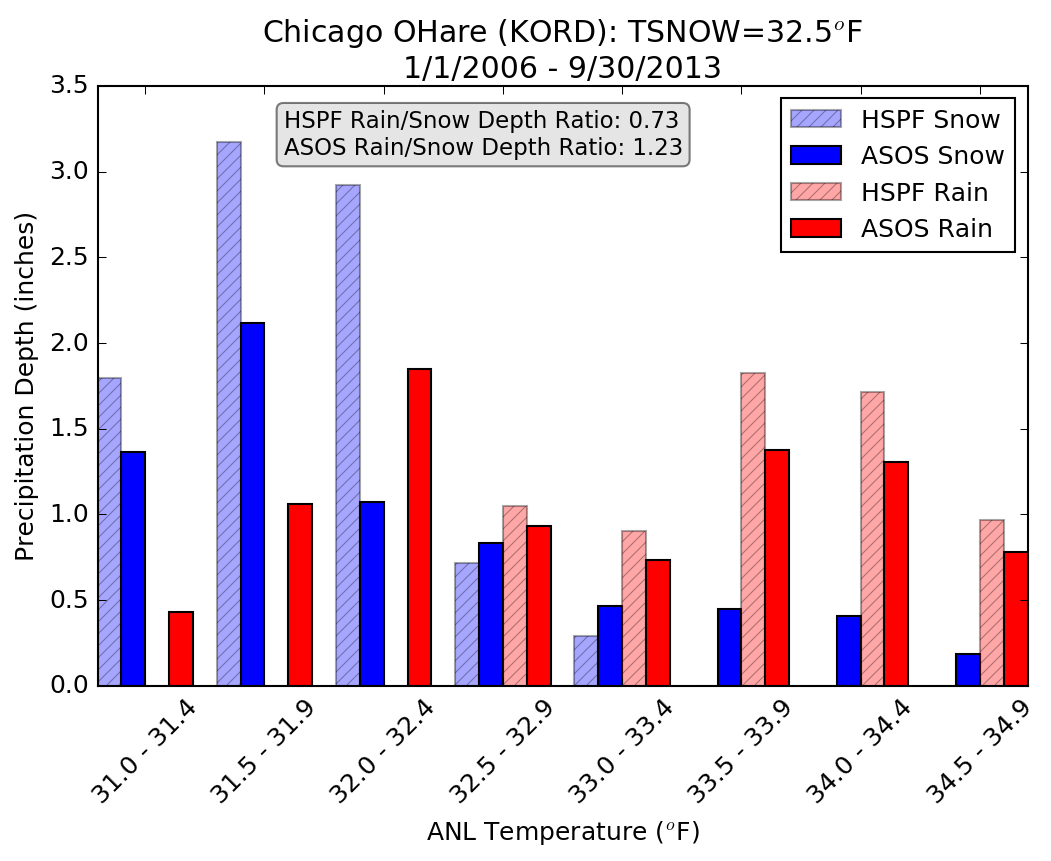 Chicago OHare (KORD): TSNOW=32.5°F
1/1/2006 - 9/30/2013
HSPF Rain/Snow Depth Ratio: 0.73
ASOS Rain/Snow Depth Ratio: 1.23
HSPF Snow
ASOS Snow
HSPF Rain
ASOS Rain
Precipitation Depth (inches)
3.5
3.0
2.5
2.0
1.5
1.0
0.5
0.0
31.0 - 31.4
31.5 - 31.9
32.0 - 32.4
32.5 - 32.9
33.0 - 33.4
33.5 - 33.9
34.0 - 34.4
34.5 - 34.9
ANL Temperature (°F)